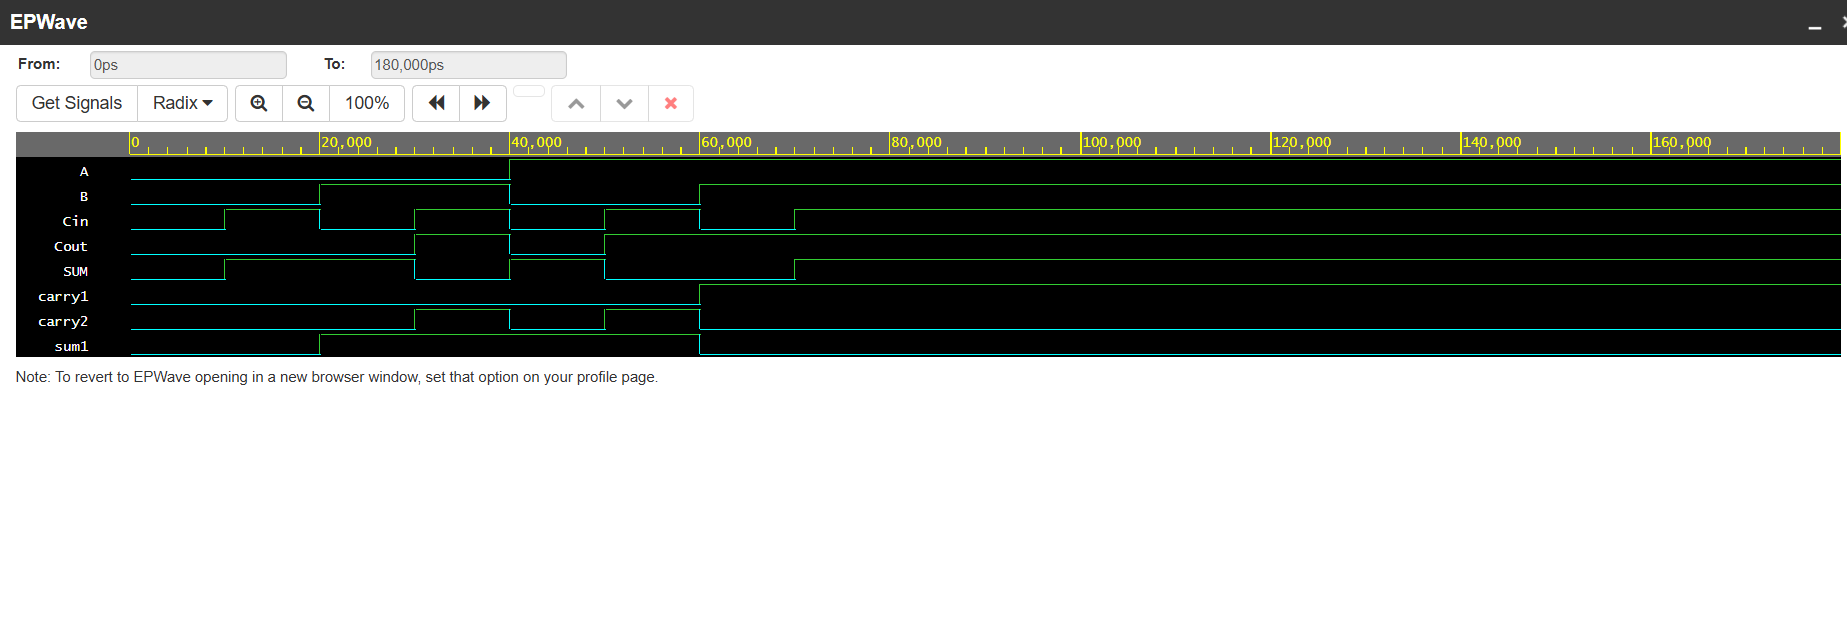 EPWave
From: 0ps To: 180,000ps
Get Signals Radix 100%
0 20,000 40,000 60,000 80,000 100,000 120,000 140,000 160,000
A
B
Cin
Cout
SUM
carry1
carry2
sum1
Note: To revert to EPWave opening in a new browser window, set that option on your profile page.